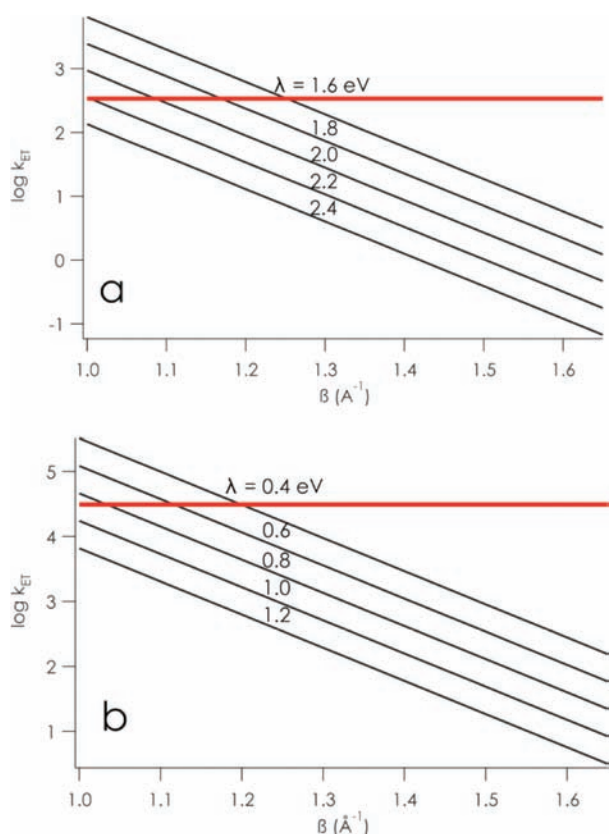 3
2
1
0
-1
log k_ET
λ = 1.6 eV
1.8
2.0
2.2
2.4
a
1.0 1.1 1.2 1.3 1.4 1.5 1.6
ß (A⁻¹)
5
4
3
2
1
log k_ET
λ = 0.4 eV
0.6
0.8
1.0
1.2
b
1.0 1.1 1.2 1.3 1.4 1.5 1.6
ß (Å⁻¹)